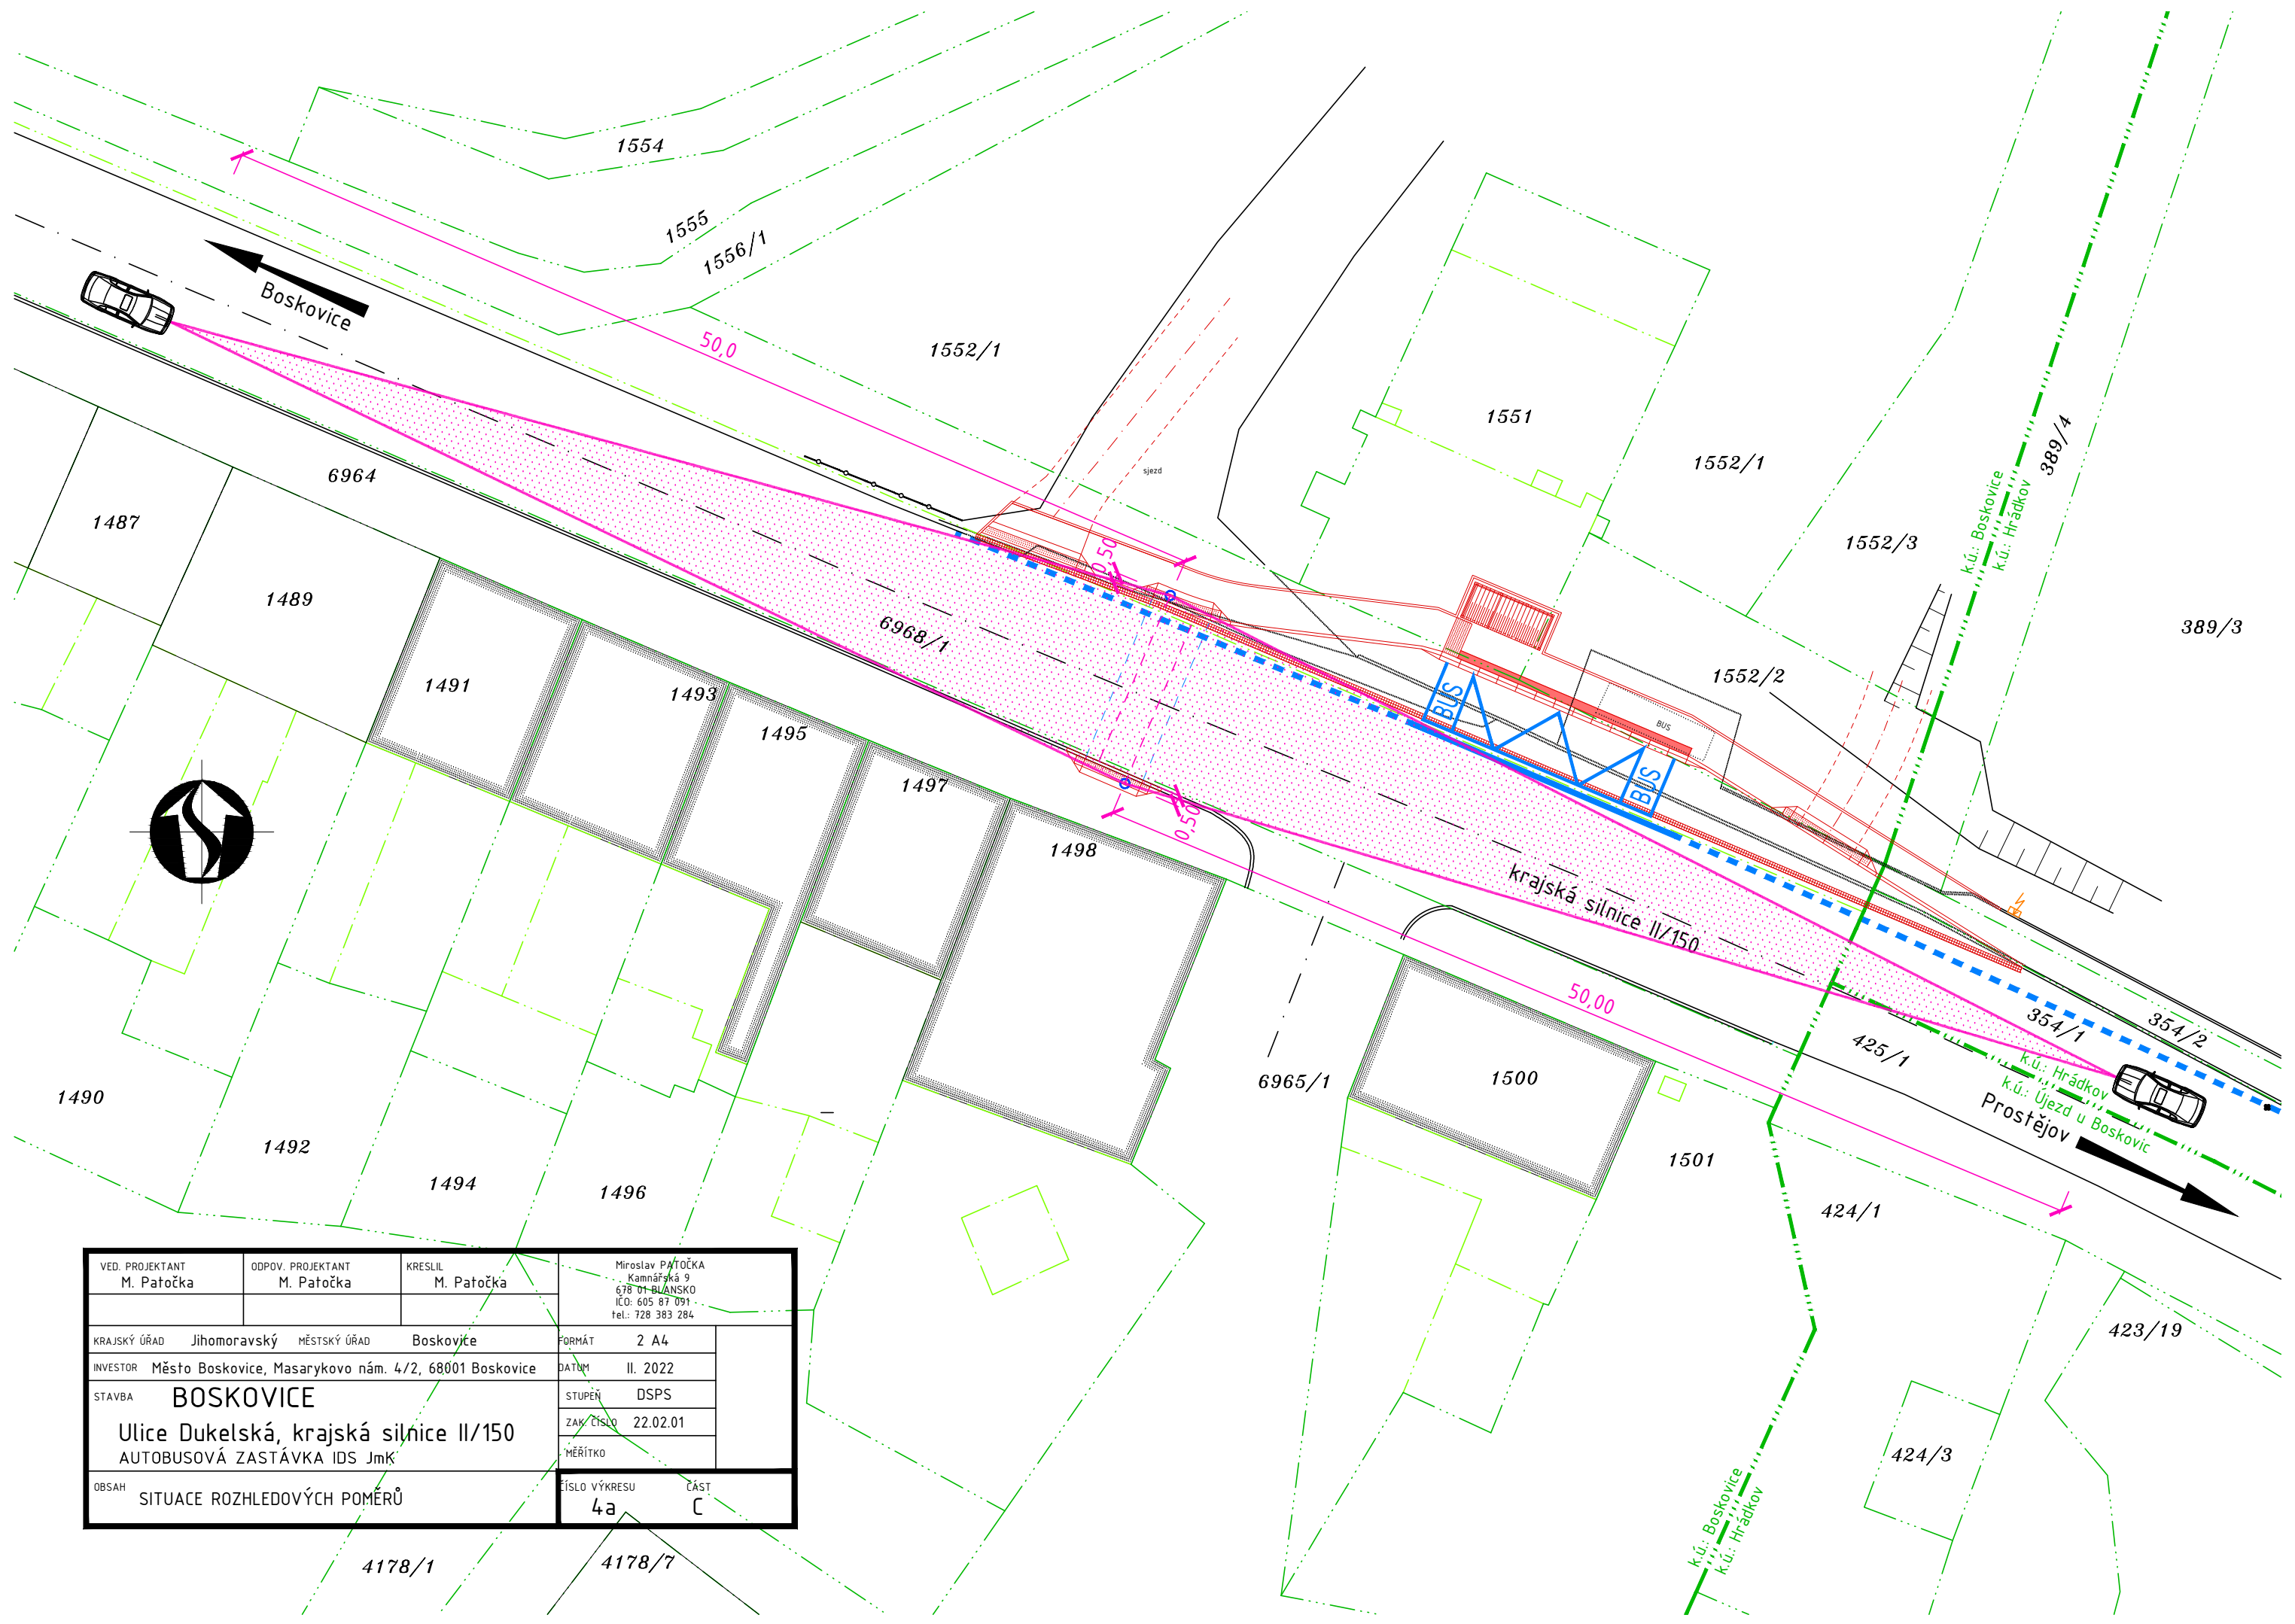 1554
1555
1556/1
Boskovice
50,0
1552/1
1551
1552/1
389/4
k.ú.: Boskovice
k.ú.: Hrádkov
sjezd
6964
1487
1552/3
0,50
1489
6968/1
389/3
1552/2
1491
1493
1495
BUS
BUS
BUS
1497
0,50
1498
krajská silnice II/150
50,00
354/1
354/2
425/1
k.ú.: Hrádkov
k.ú.: Újezd u Boskovic
Prostějov
6965/1
1500
1490
1492
1494
1496
1501
424/1
423/19
424/3
k.ú.: Boskovice
k.ú.: Hrádkov
4178/1
4178/7
VED. PROJEKTANT
M. Patočka
ODPOV. PROJEKTANT
M. Patočka
KRESLIL
M. Patočka
Miroslav PATOČKA
Kamnářská 9
678 01 BLANSKO
IČO: 605 87 091
tel.: 728 383 284
KRAJSKÝ ÚŘAD Jihomoravský MĚSTSKÝ ÚŘAD Boskovice
FORMÁT 2 A4
INVESTOR Město Boskovice, Masarykovo nám. 4/2, 68001 Boskovice
DATUM II. 2022
STAVBA BOSKOVICE
Ulice Dukelská, krajská silnice II/150
AUTOBUSOVÁ ZASTÁVKA IDS JmK
STUPEŇ DSPS
ZAK. ČÍSLO 22.02.01
MĚŘÍTKO
OBSAH SITUACE ROZHLEDOVÝCH POMĚRŮ
ČÍSLO VÝKRESU
4a
ČÁST
C